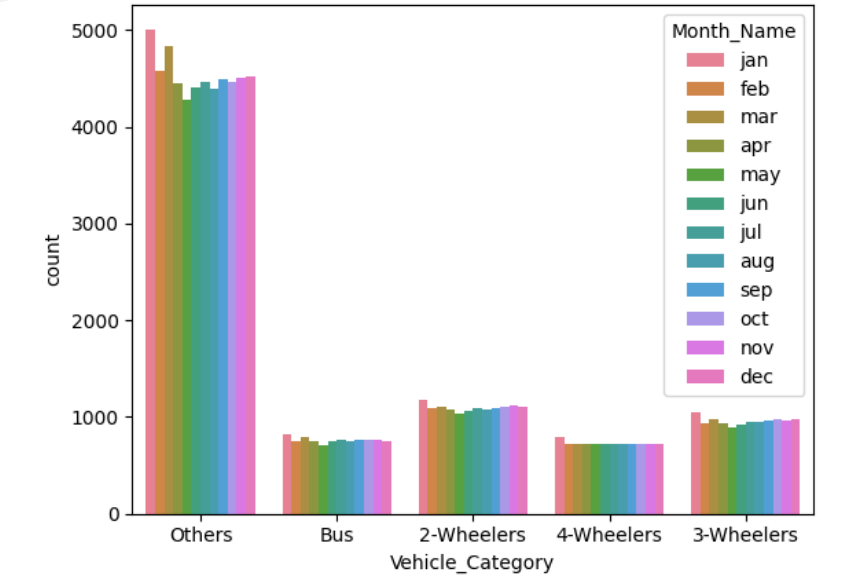 5000
4000
3000
2000
1000
0
count
Others Bus 2-Wheelers 4-Wheelers 3-Wheelers
Vehicle_Category
Month_Name
jan
feb
mar
apr
may
jun
jul
aug
sep
oct
nov
dec